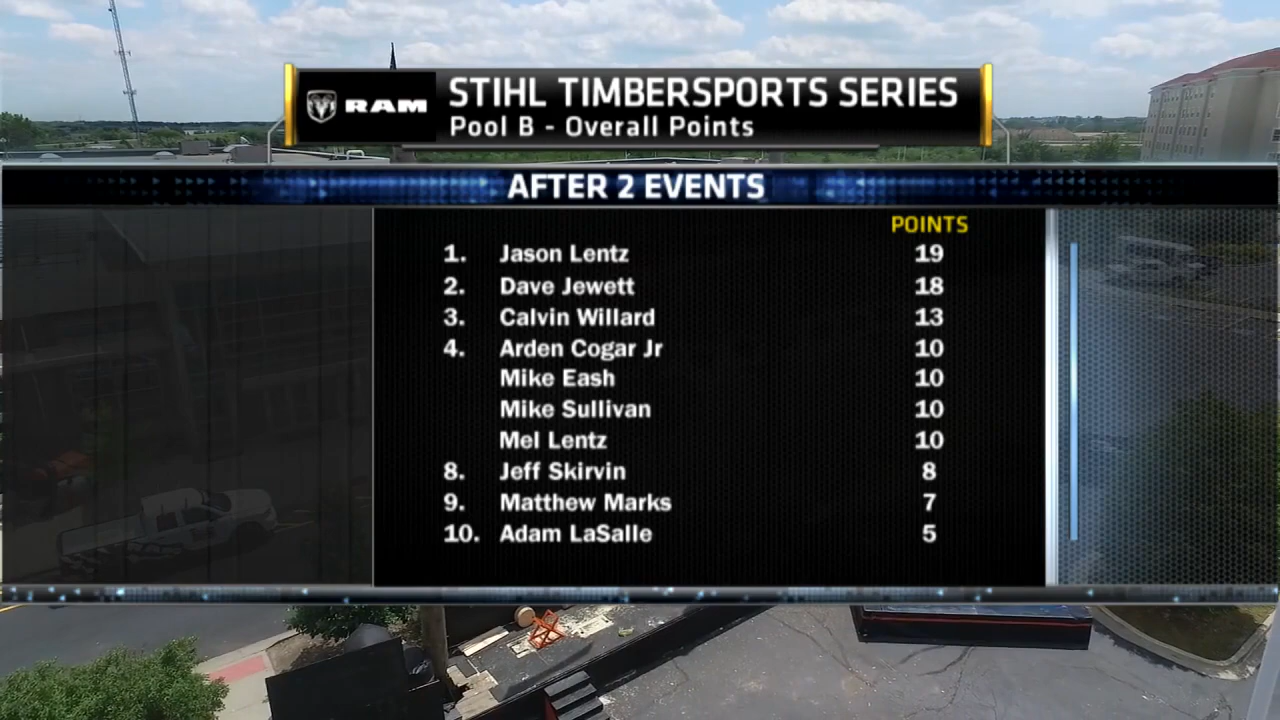 RAM
STIHL TIMBERSPORTS SERIES
Pool B - Overall Points
AFTER 2 EVENTS
POINTS
1. Jason Lentz 19
2. Dave Jewett 18
3. Calvin Willard 13
4. Arden Cogar Jr 10
Mike Eash 10
Mike Sullivan 10
Mel Lentz 10
8. Jeff Skirvin 8
9. Matthew Marks 7
10. Adam LaSalle 5